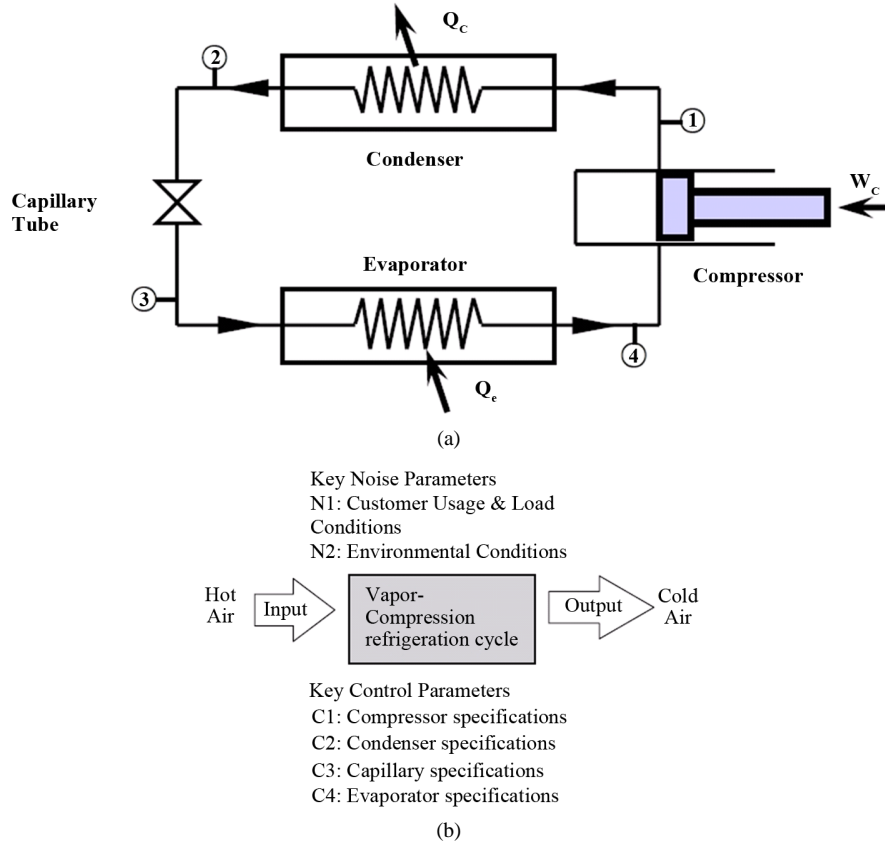 Q_C
②
①
Condenser
Capillary
Tube
W_C
Evaporator
Compressor
③
④
Q_e
(a)
Key Noise Parameters
N1: Customer Usage & Load
Conditions
N2: Environmental Conditions
Hot
Air
Input
Vapor-
Compression
refrigeration cycle
Output
Cold
Air
Key Control Parameters
C1: Compressor specifications
C2: Condenser specifications
C3: Capillary specifications
C4: Evaporator specifications
(b)